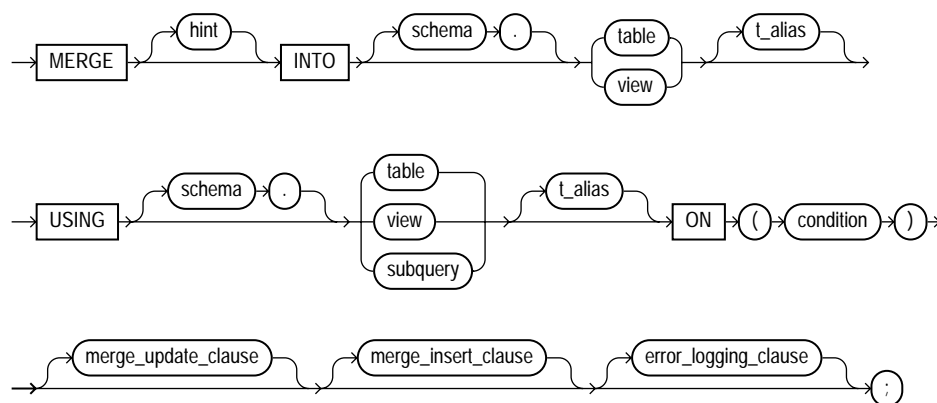 hint schema . table t_alias
MERGE INTO view
schema . table t_alias
USING view ON ( condition )
subquery
merge_update_clause merge_insert_clause error_logging_clause
;